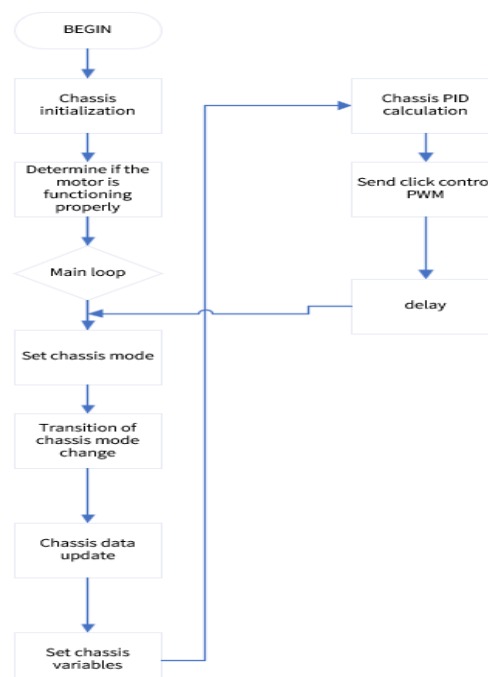 BEGIN
Chassis
initialization
Determine if the
motor is
functioning
properly
Main loop
Set chassis mode
Transition of
chassis mode
change
Chassis data
update
Set chassis
variables
Chassis PID
calculation
Send click contro
PWM
delay